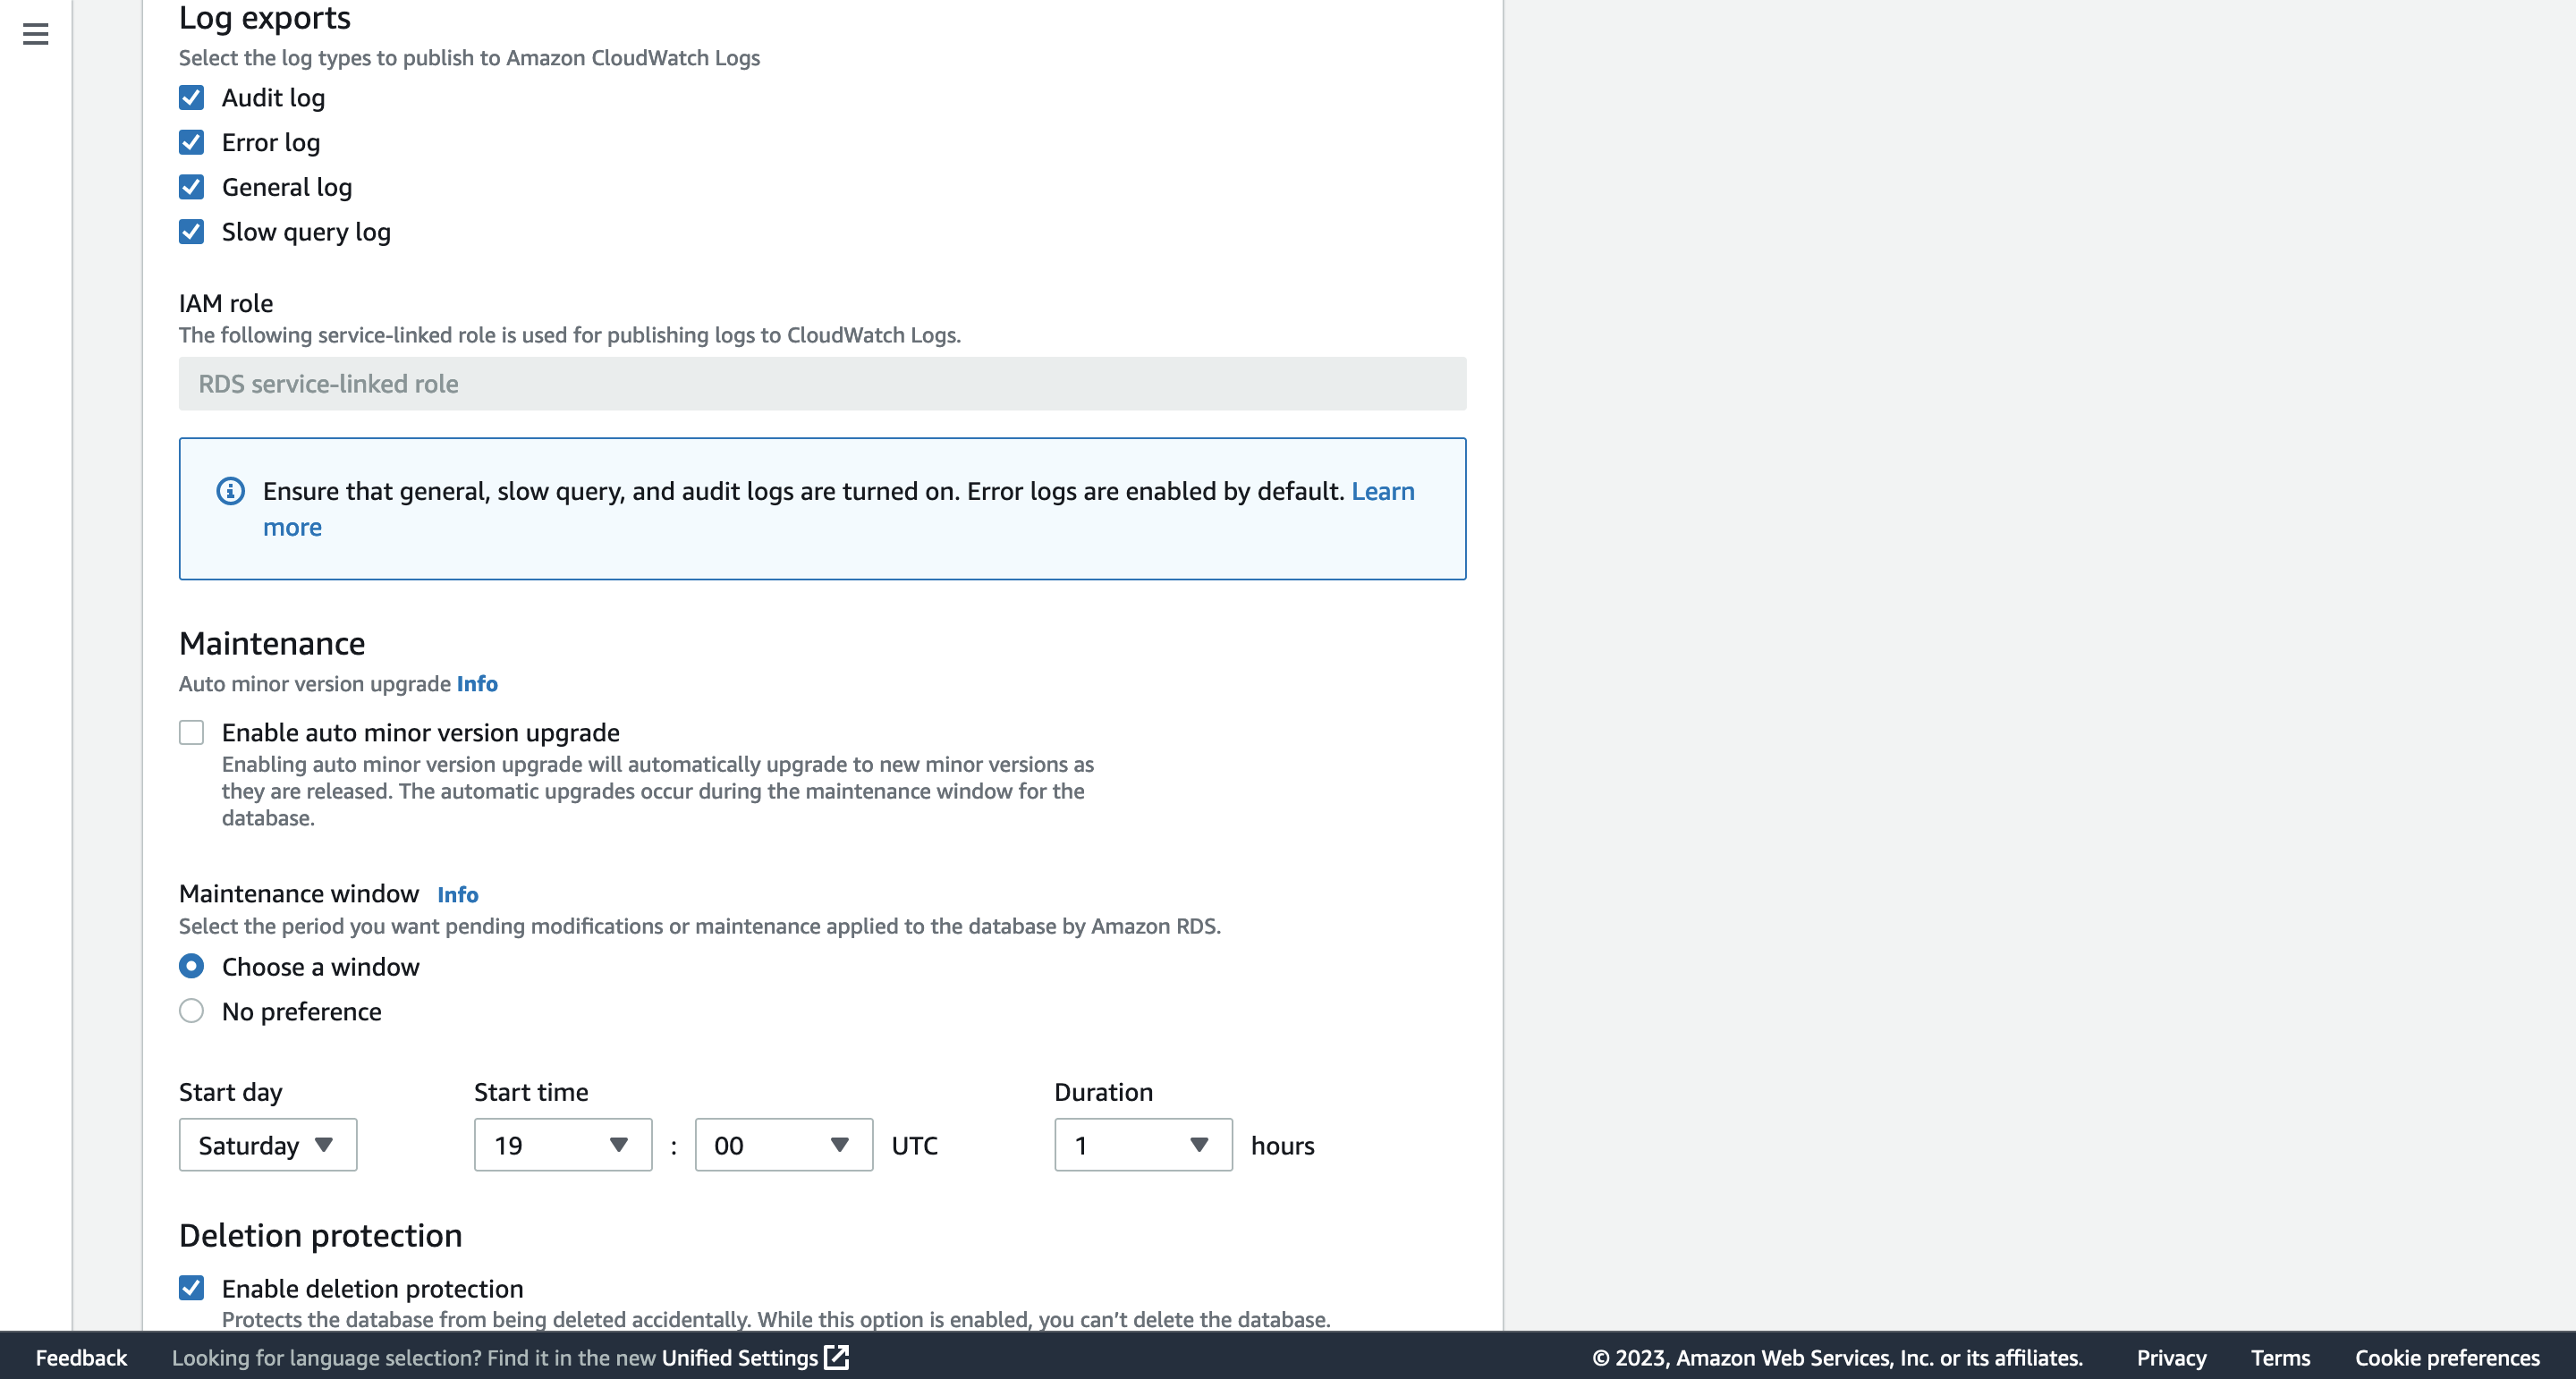 Log exports
Select the log types to publish to Amazon CloudWatch Logs
Audit log
Error log
General log
Slow query log
IAM role
The following service-linked role is used for publishing logs to CloudWatch Logs.
RDS service-linked role
Ensure that general, slow query, and audit logs are turned on. Error logs are enabled by default. Learn
more
Maintenance
Auto minor version upgrade Info
Enable auto minor version upgrade
Enabling auto minor version upgrade will automatically upgrade to new minor versions as
they are released. The automatic upgrades occur during the maintenance window for the
database.
Maintenance window Info
Select the period you want pending modifications or maintenance applied to the database by Amazon RDS.
Choose a window
No preference
Start day Start time Duration
Saturday 19 : 00 UTC 1 hours
Deletion protection
Enable deletion protection
Protects the database from being deleted accidentally. While this option is enabled, you can’t delete the database.
Feedback Looking for language selection? Find it in the new Unified Settings © 2023, Amazon Web Services, Inc. or its affiliates. Privacy Terms Cookie preferences